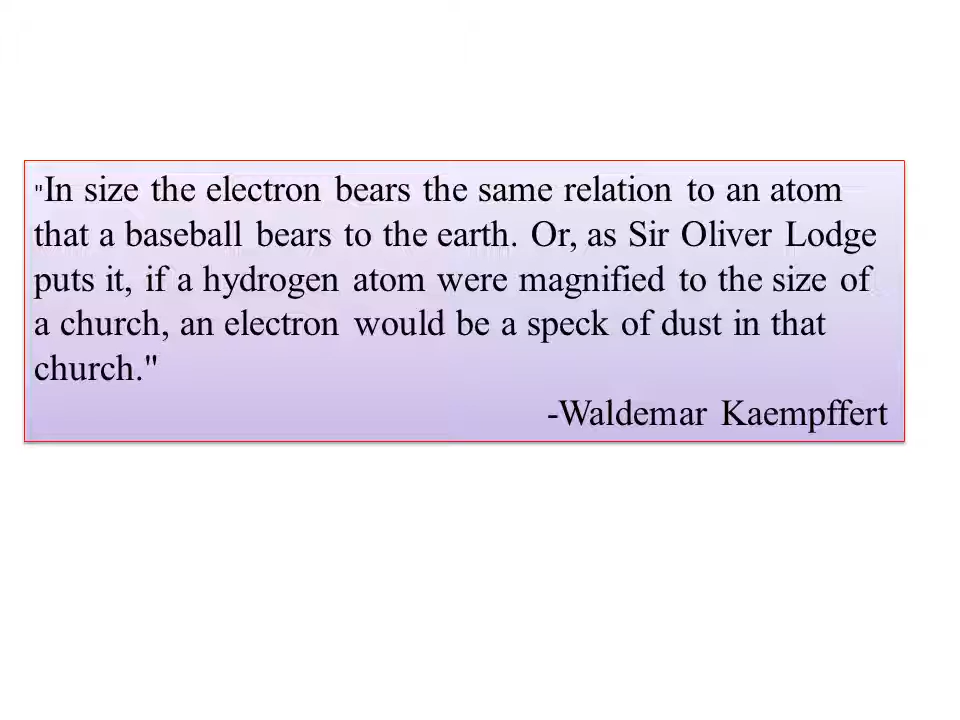 "In size the electron bears the same relation to an atom
that a baseball bears to the earth. Or, as Sir Oliver Lodge
puts it, if a hydrogen atom were magnified to the size of
a church, an electron would be a speck of dust in that
church."
-Waldemar Kaempffert